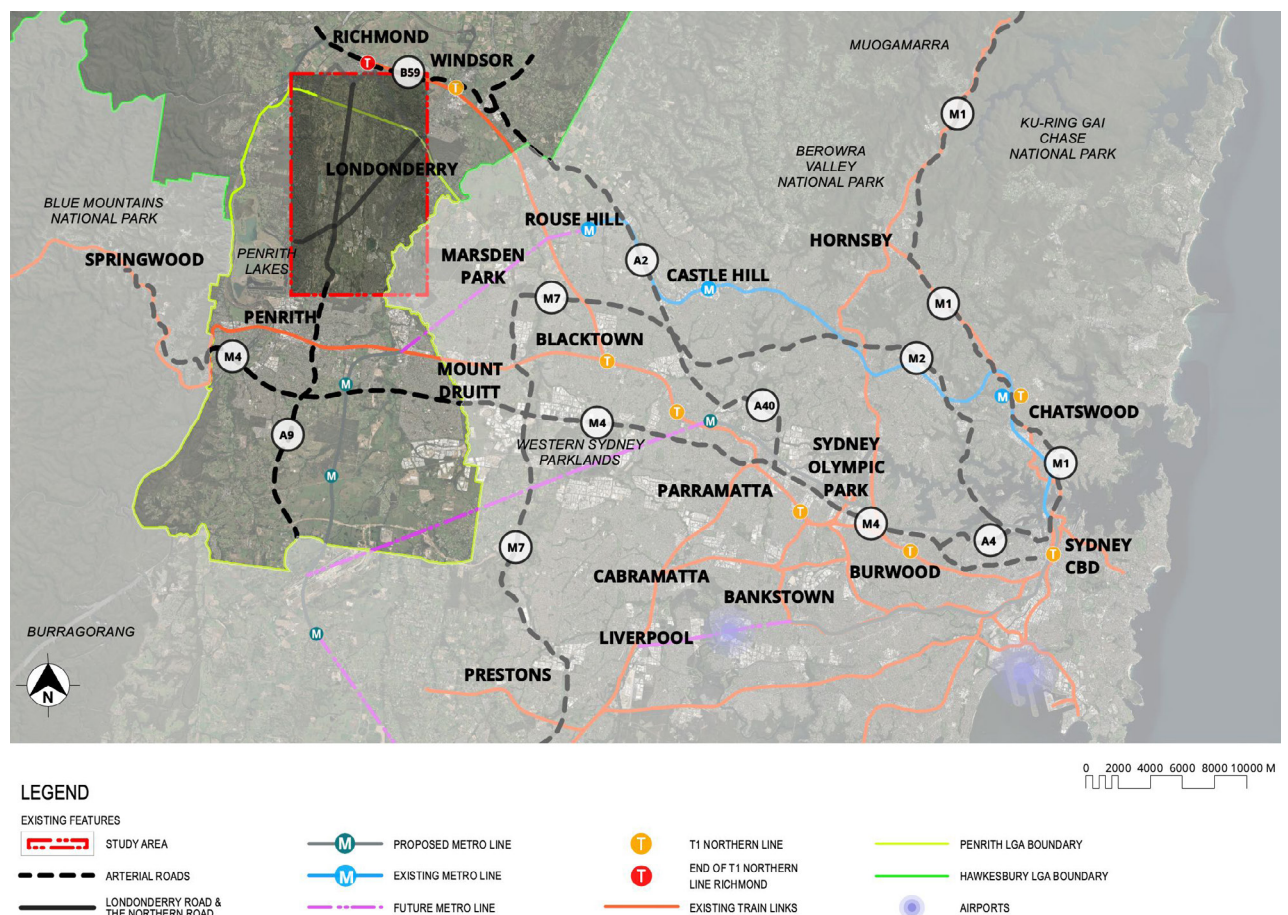 RICHMOND
WINDSOR
T
B59
T
MUOGAMARRA
M1
KU-RING GAI
CHASE
NATIONAL PARK
BEROWRA
VALLEY
NATIONAL PARK
LONDONDERRY
BLUE MOUNTAINS
NATIONAL PARK
ROUSE HILL
M
HORNSBY
SPRINGWOOD
PENRITH
LAKES
MARSDEN
PARK
A2
CASTLE HILL
M
M7
M1
PENRITH
BLACKTOWN
T
M4
M2
MOUNT
DRUITT
M
M
T
CHATSWOOD
T
M
A40
A9
M4
WESTERN SYDNEY
PARKLANDS
SYDNEY
OLYMPIC
PARK
M1
M
PARRAMATTA
T
M4
A4
M7
BURWOOD
T
T
SYDNEY
CBD
CABRAMATTA
BANKSTOWN
BURRAGORANG
M
LIVERPOOL
PRESTONS
N
0 2000 4000 6000 8000 10000 M
LEGEND
EXISTING FEATURES
STUDY AREA
M PROPOSED METRO LINE
T T1 NORTHERN LINE
PENRITH LGA BOUNDARY
ARTERIAL ROADS
M EXISTING METRO LINE
T END OF T1 NORTHERN
LINE RICHMOND
HAWKESBURY LGA BOUNDARY
LONDONDERRY ROAD &
THE NORTHERN ROAD
FUTURE METRO LINE
EXISTING TRAIN LINKS
AIRPORTS